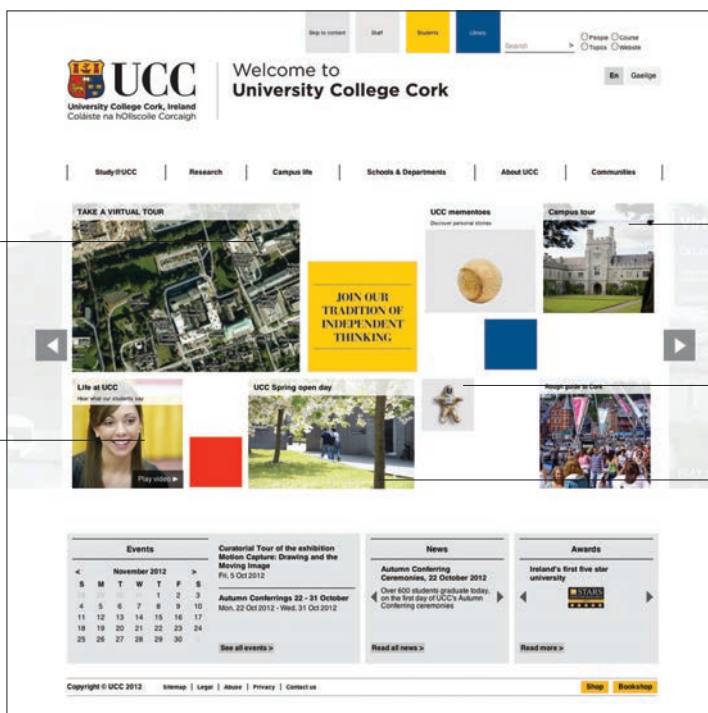 Skip to content
Staff
Students
Library
Search >
People Course
Topics Website
UCC
University College Cork, Ireland
Coláiste na hOllscoile Corcaigh
Welcome to
University College Cork
En Gaeilge
Study@UCC
Research
Campus life
Schools & Departments
About UCC
Communities
TAKE A VIRTUAL TOUR
JOIN OUR
TRADITION OF
INDEPENDENT
THINKING
UCC mementoes
Discover personal stories
Campus tour
Life at UCC
Hear what our students say
Play video
UCC Spring open day
Rough guide to Cork
Events
< November 2012 >
S M T W T F S
1 2 3
4 5 6 7 8 9 10
11 12 13 14 15 16 17
18 19 20 21 22 23 24
25 26 27 28 29 30
Curatorial Tour of the exhibition
Motion Capture: Drawing and the
Moving Image
Fri, 5 Oct 2012
Autumn Conferrings 22 - 31 October
Mon, 22 Oct 2012 - Wed, 31 Oct 2012
See all events >
News
Autumn Conferring
Ceremonies, 22 October 2012
Over 600 students graduate today,
on the first day of UCC's Autumn
Conferring ceremonies
Read all news >
Awards
Ireland's first five star
university
STARS
Read more >
Copyright © UCC 2012
Sitemap | Legal | Abuse | Privacy | Contact us
Shop
Bookshop